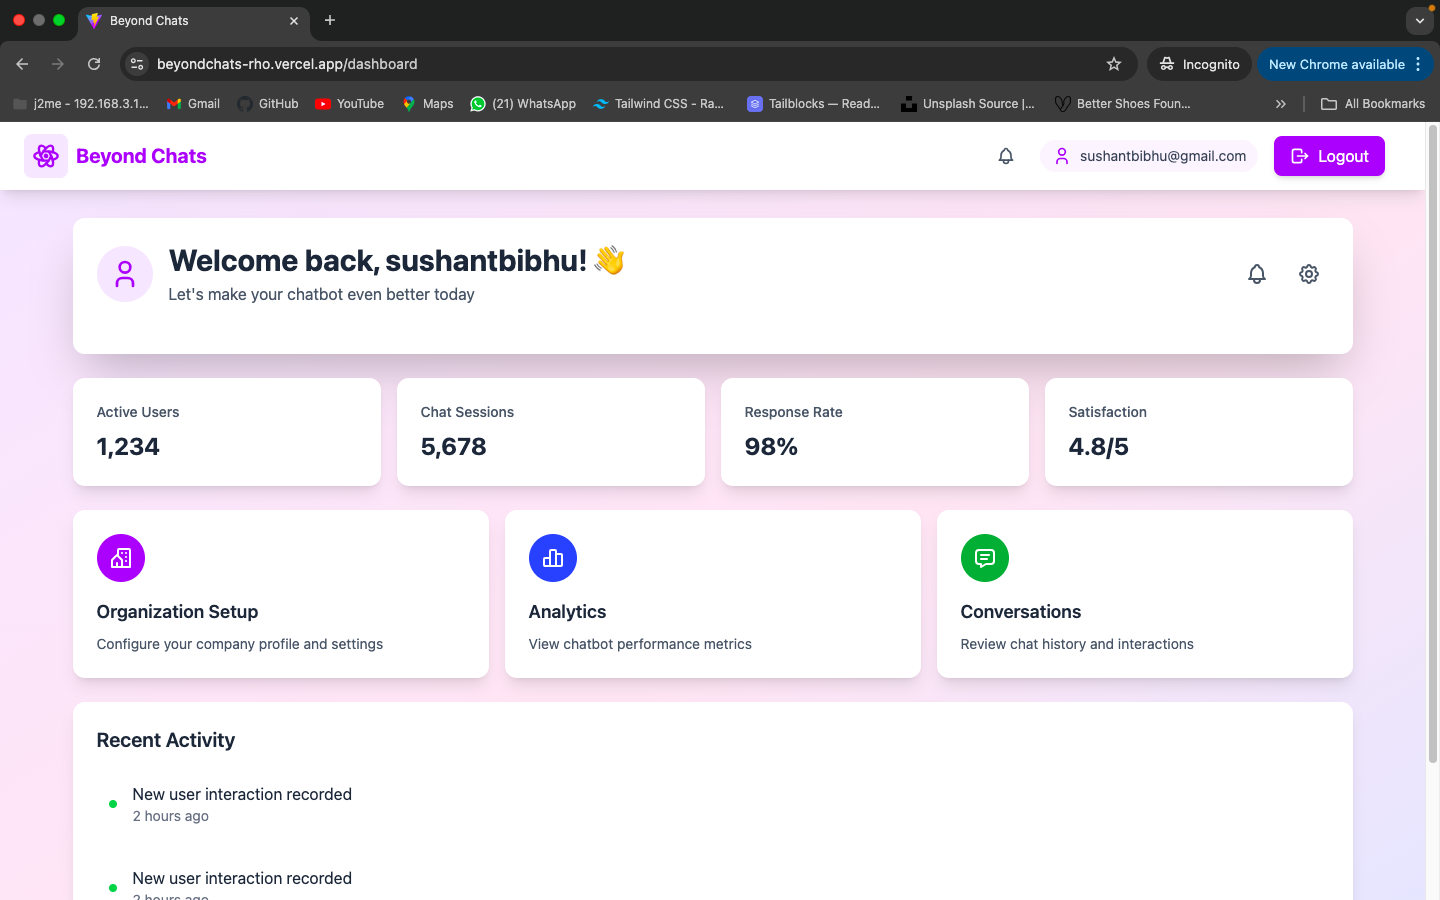 Beyond Chats
beyondchats-rho.vercel.app/dashboard
Incognito
New Chrome available
j2me - 192.168.3.1...
Gmail
GitHub
YouTube
Maps
(21) WhatsApp
Tailwind CSS - Ra...
Tailblocks — Read...
Unsplash Source |...
Better Shoes Foun...
All Bookmarks
Beyond Chats
sushantbibhu@gmail.com
Logout
Welcome back, sushantbibhu! 👋
Let's make your chatbot even better today
Active Users
1,234
Chat Sessions
5,678
Response Rate
98%
Satisfaction
4.8/5
Organization Setup
Configure your company profile and settings
Analytics
View chatbot performance metrics
Conversations
Review chat history and interactions
Recent Activity
New user interaction recorded
2 hours ago
New user interaction recorded
2 hours ago